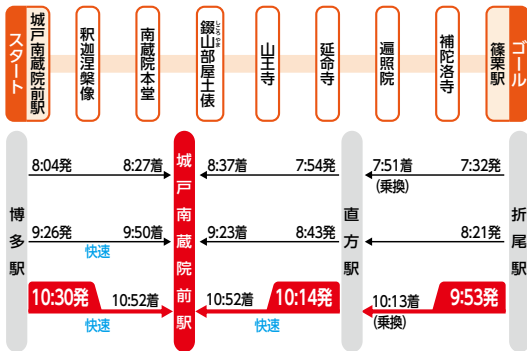 スタート
城戸南蔵院前駅
釈迦涅槃像
南蔵院本堂
錣山部屋土俵
しころやま
山王寺
延命寺
遍照院
補陀洛寺
篠栗駅
ゴール
博多駅
8:04発
8:27着
9:26発
9:50着
快速
10:30発
10:52着
快速
城戸南蔵院前駅
8:37着
7:54発
9:23着
8:43発
10:52着
10:14発
快速
直方駅
7:51着
(乗換)
7:32発
8:21発
10:13着
(乗換)
9:53発
折尾駅